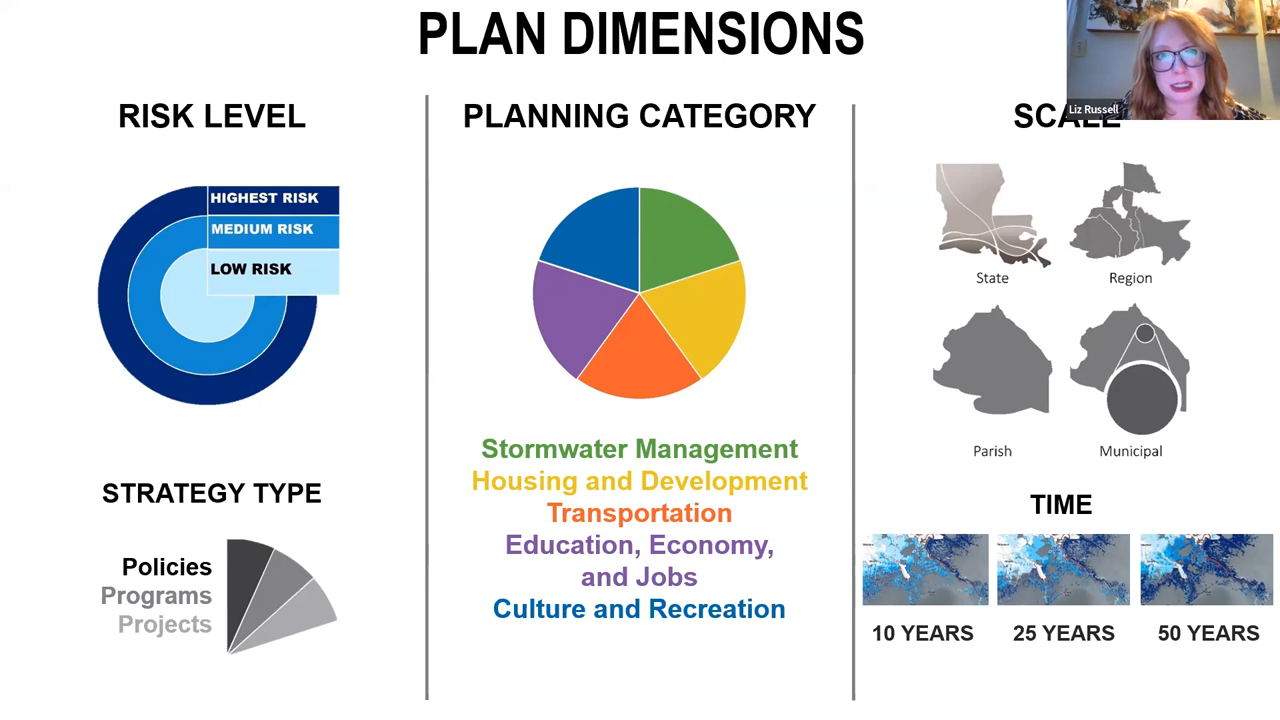 PLAN DIMENSIONS
Liz Russell
RISK LEVEL
HIGHEST RISK
MEDIUM RISK
LOW RISK
STRATEGY TYPE
Policies
Programs
Projects
PLANNING CATEGORY
Stormwater Management
Housing and Development
Transportation
Education, Economy,
and Jobs
Culture and Recreation
SCALE
State
Region
Parish
Municipal
TIME
10 YEARS
25 YEARS
50 YEARS